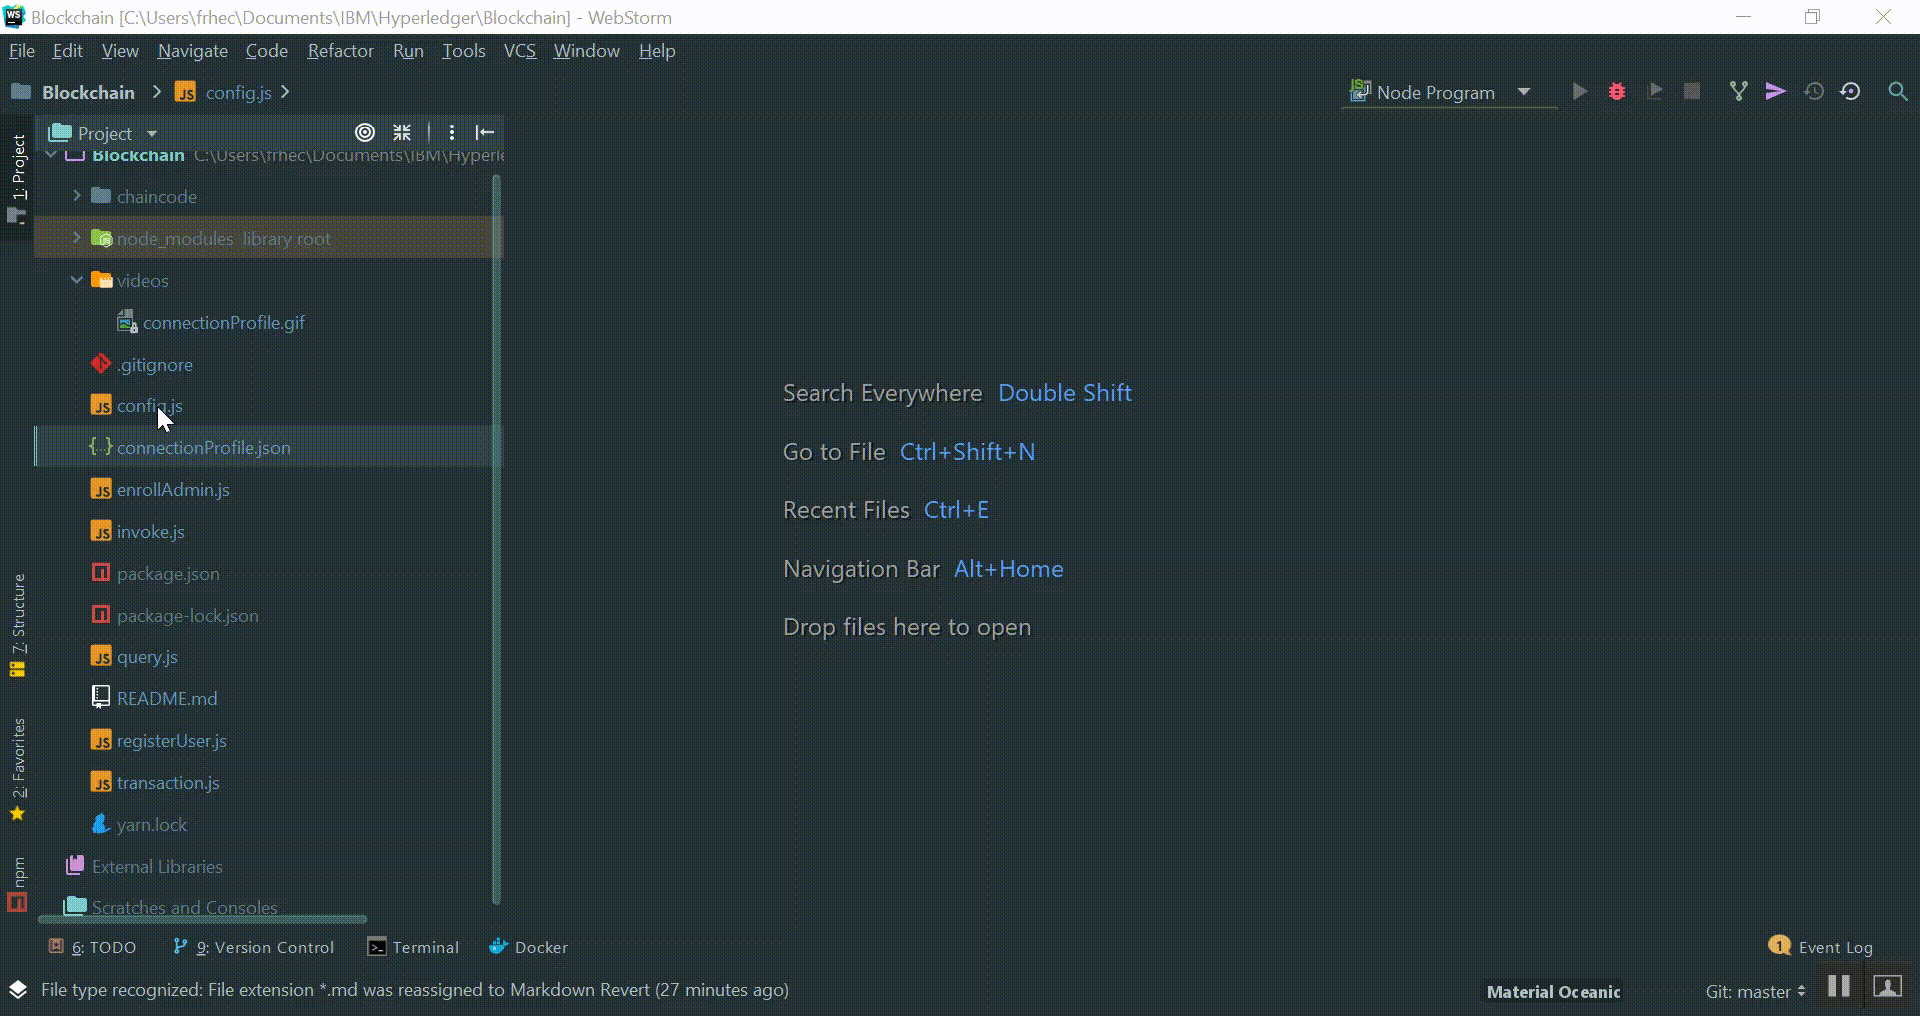 Blockchain [C:\Users\frhec\Documents\IBM\Hyperledger\Blockchain] - WebStorm
File Edit View Navigate Code Refactor Run Tools VCS Window Help
Blockchain config.js
Node Program
1: Project
Project
Blockchain C:\Users\frhec\Documents\IBM\Hyperle
chaincode
node_modules library root
videos
connectionProfile.gif
.gitignore
config.js
connectionProfile.json
enrollAdmin.js
invoke.js
package.json
package-lock.json
query.js
README.md
registerUser.js
transaction.js
yarn.lock
External Libraries
Scratches and Consoles
7: Structure
2: Favorites
npm
Search Everywhere Double Shift
Go to File Ctrl+Shift+N
Recent Files Ctrl+E
Navigation Bar Alt+Home
Drop files here to open
6: TODO 9: Version Control Terminal Docker
1 Event Log
File type recognized: File extension *.md was reassigned to Markdown Revert (27 minutes ago)
Material Oceanic
Git: master